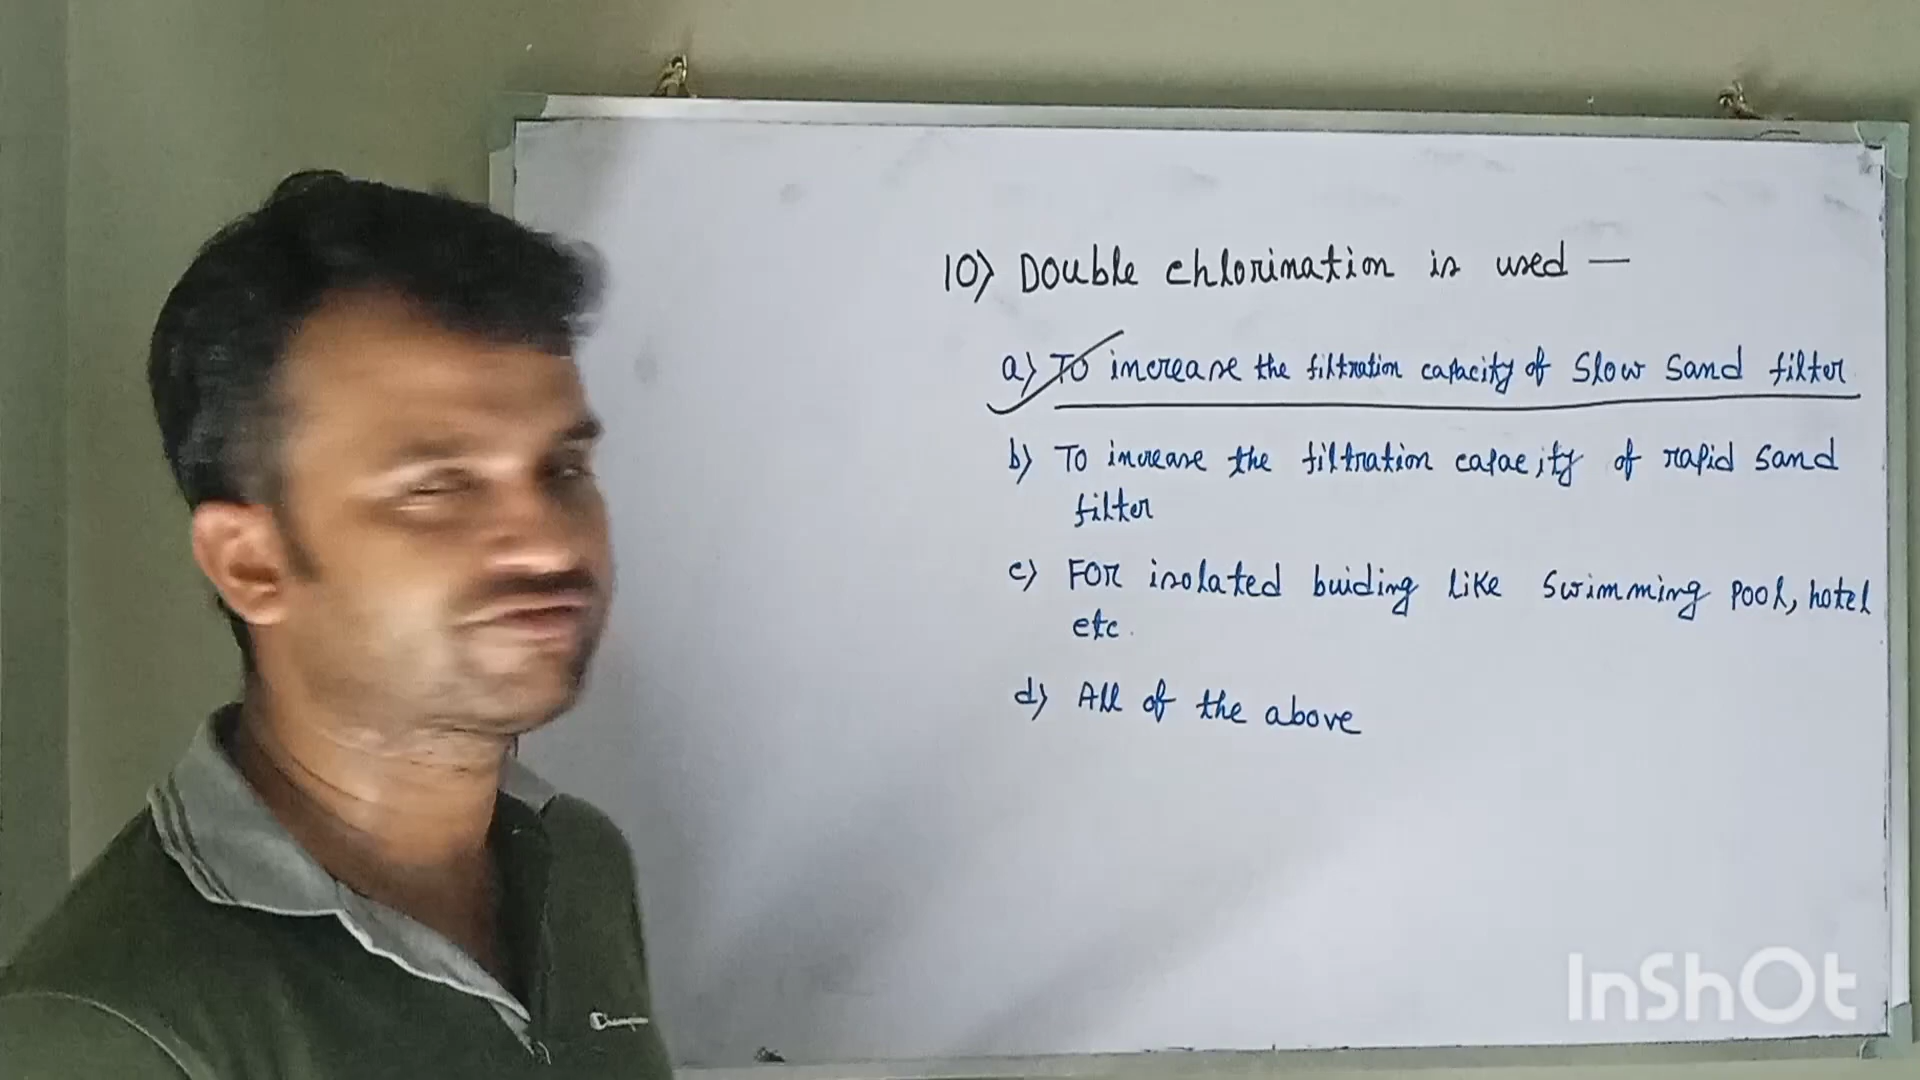 10) Double chlorination is used —
a) To increase the filtration capacity of Slow Sand filter
b) To increase the filtration capacity of rapid Sand
filter
c) For isolated buiding like swimming pool, hotel
etc.
d) All of the above
InShOt